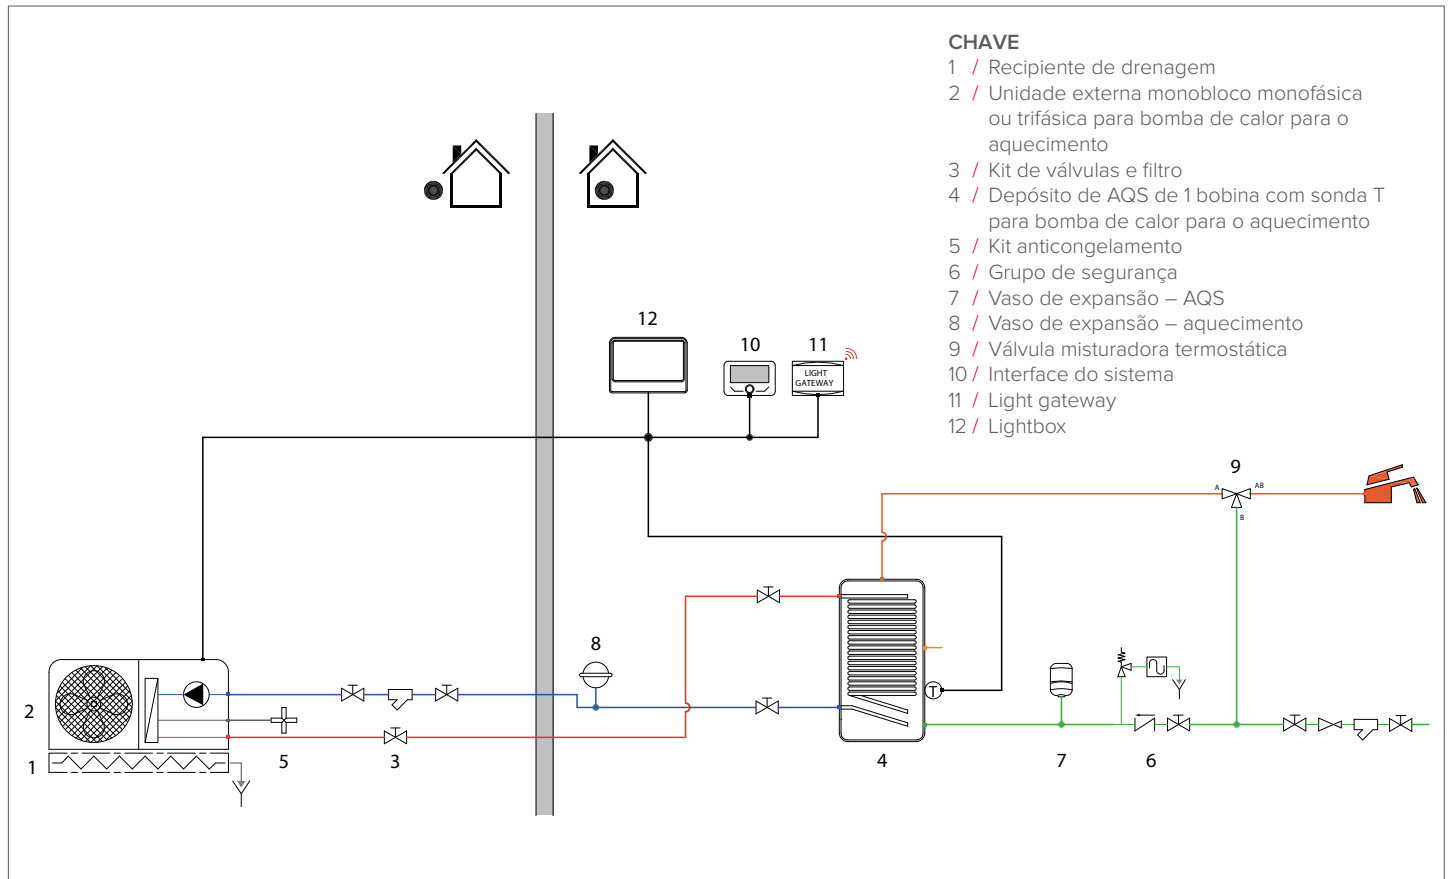 CHAVE
1 / Recipiente de drenagem
2 / Unidade externa monobloco monofásica
ou trifásica para bomba de calor para o
aquecimento
3 / Kit de válvulas e filtro
4 / Depósito de AQS de 1 bobina com sonda T
para bomba de calor para o aquecimento
5 / Kit anticongelamento
6 / Grupo de segurança
7 / Vaso de expansão – AQS
8 / Vaso de expansão – aquecimento
9 / Válvula misturadora termostática
10 / Interface do sistema
11 / Light gateway
12 / Lightbox
12
10
11
LIGHT
GATEWAY
9
A
AB
B
8
T
2
1
5
3
4
7
6